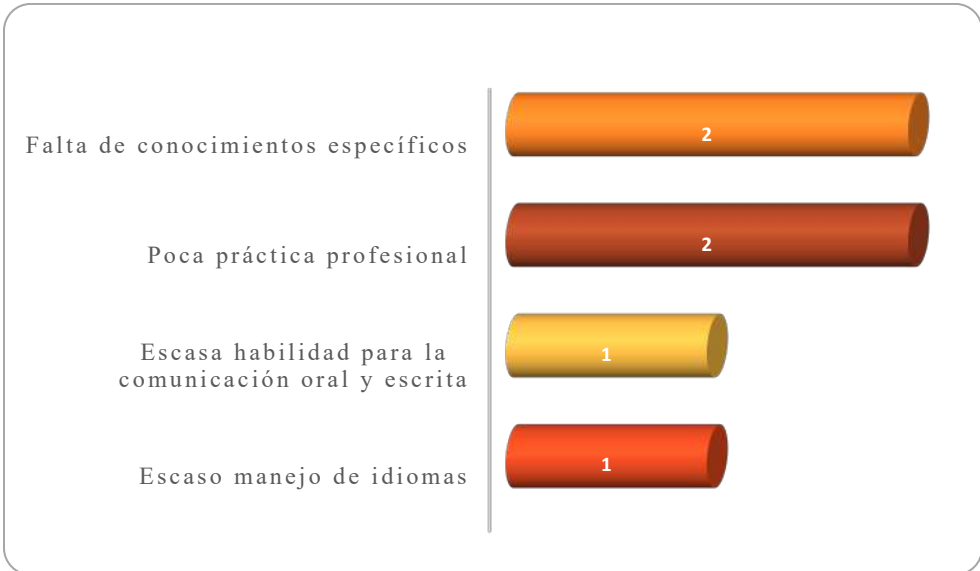 Falta de conocimientos específicos
2
Poca práctica profesional
2
Escasa habilidad para la
comunicación oral y escrita
1
Escaso manejo de idiomas
1